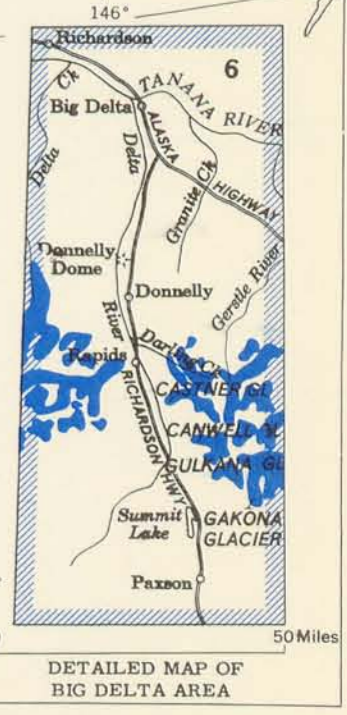 146°
Richardson
6
Ck
TANANA RIVER
Big Delta
ALASKA
HIGHWAY
Delta
Delta
Granite Ck
Donnelly
Dome
Gerstle River
Donnelly
River
Darling Ck
Rapids
CASTNER GL
RICHARDSON HWY
CANWELL GL
GULKANA GL
Summit
Lake
GAKONA
GLACIER
Paxson
50 Miles
DETAILED MAP OF
BIG DELTA AREA